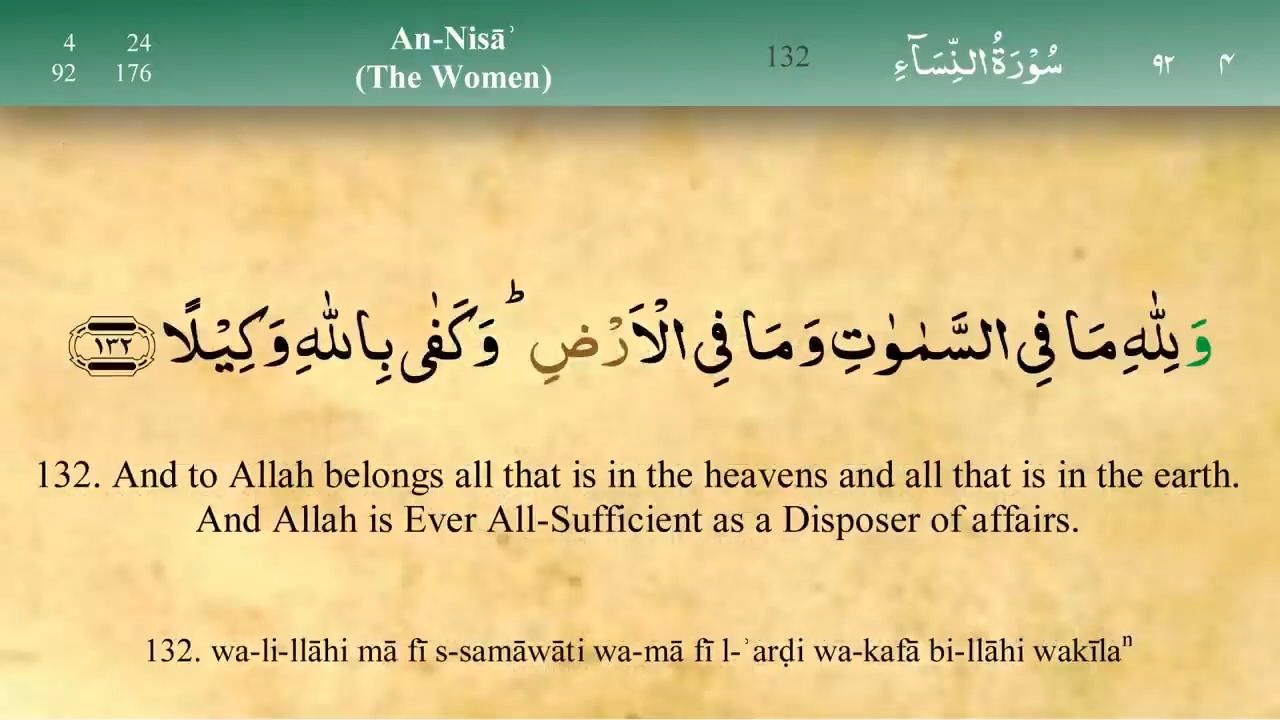 4 24 An-Nisāʾ 132 سُوْرَةُ النِّسَآءِ ٩٢ ٤
92 176 (The Women)
وَلِلّٰهِ مَا فِي السَّمٰوٰتِ وَمَا فِي الْاَرْضِ ؕ وَكَفٰى بِاللّٰهِ وَكِيْلًا ١٣٢
132. And to Allah belongs all that is in the heavens and all that is in the earth.
And Allah is Ever All-Sufficient as a Disposer of affairs.
132. wa-li-llāhi mā fī s-samāwāti wa-mā fī l-ʾarḍi wa-kafā bi-llāhi wakīlaⁿ